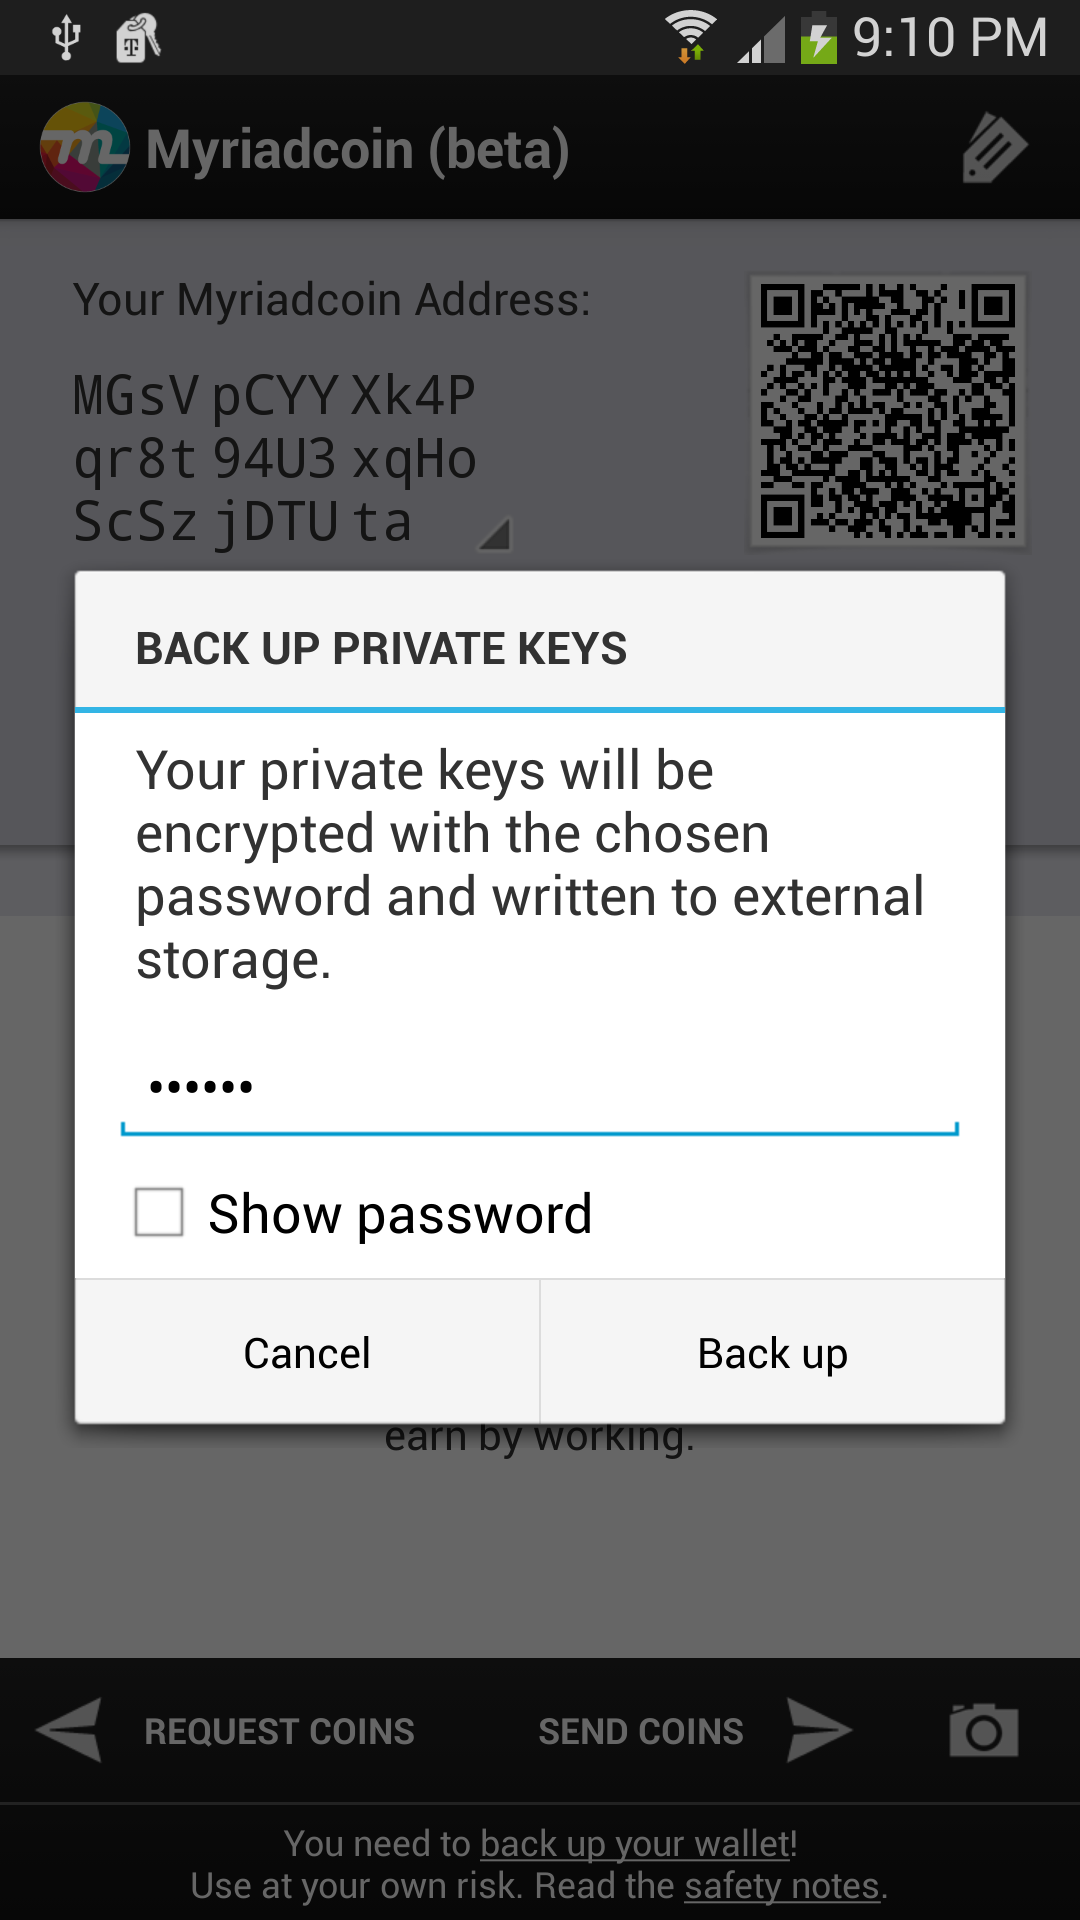 9:10 PM
Myriadcoin (beta)
Your Myriadcoin Address:
MGsV pCYY Xk4P
qr8t 94U3 xqHo
ScSz jDTU ta
BACK UP PRIVATE KEYS
Your private keys will be
encrypted with the chosen
password and written to external
storage.
••••••
Show password
Cancel
Back up
earn by working.
REQUEST COINS
SEND COINS
You need to back up your wallet!
Use at your own risk. Read the safety notes.